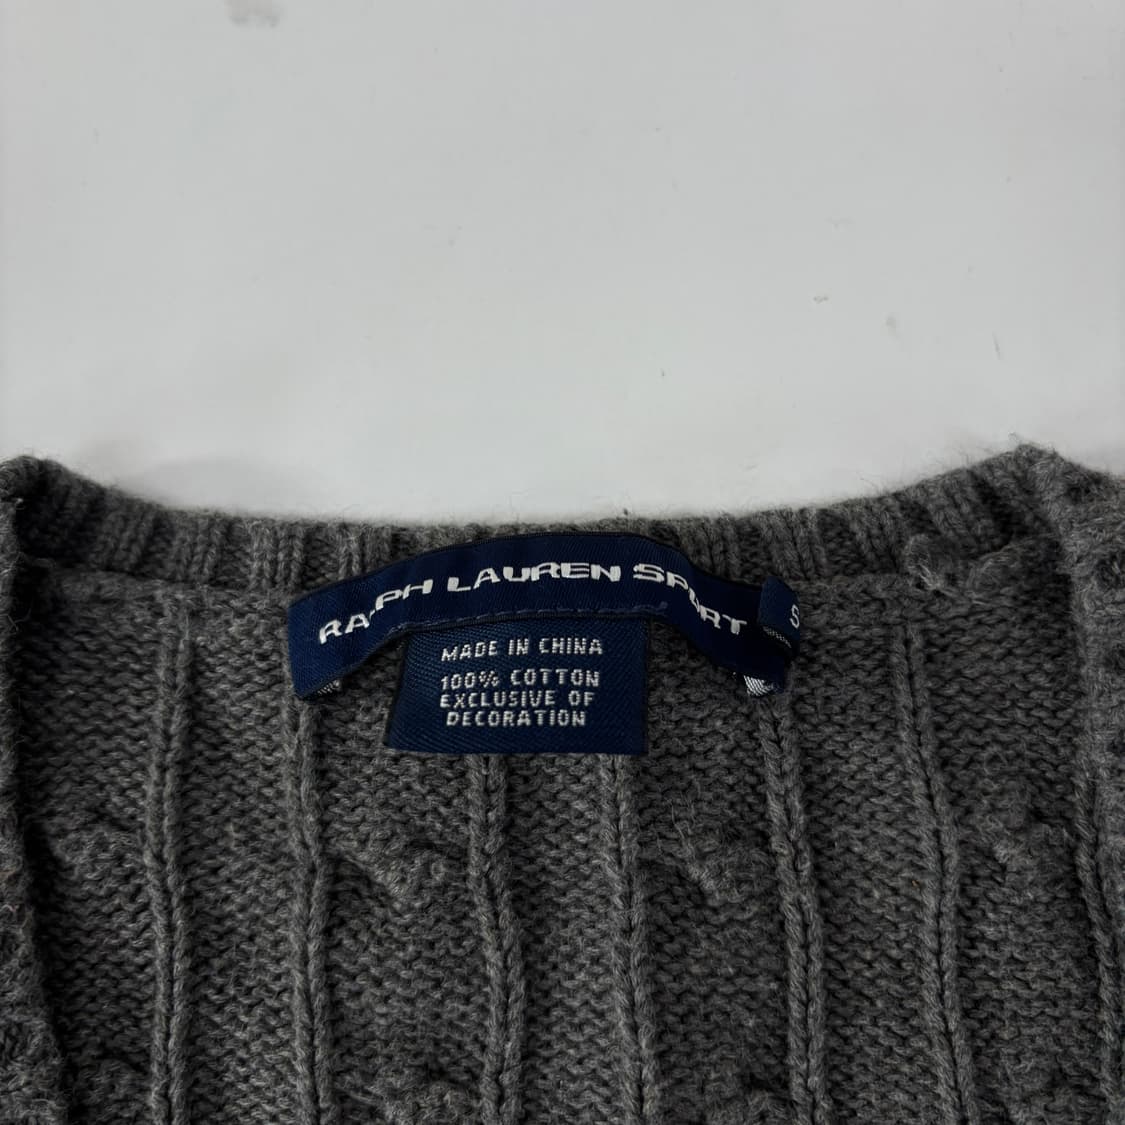 RALPH LAUREN SPORT
S
MADE IN CHINA
100% COTTON
EXCLUSIVE OF
DECORATION